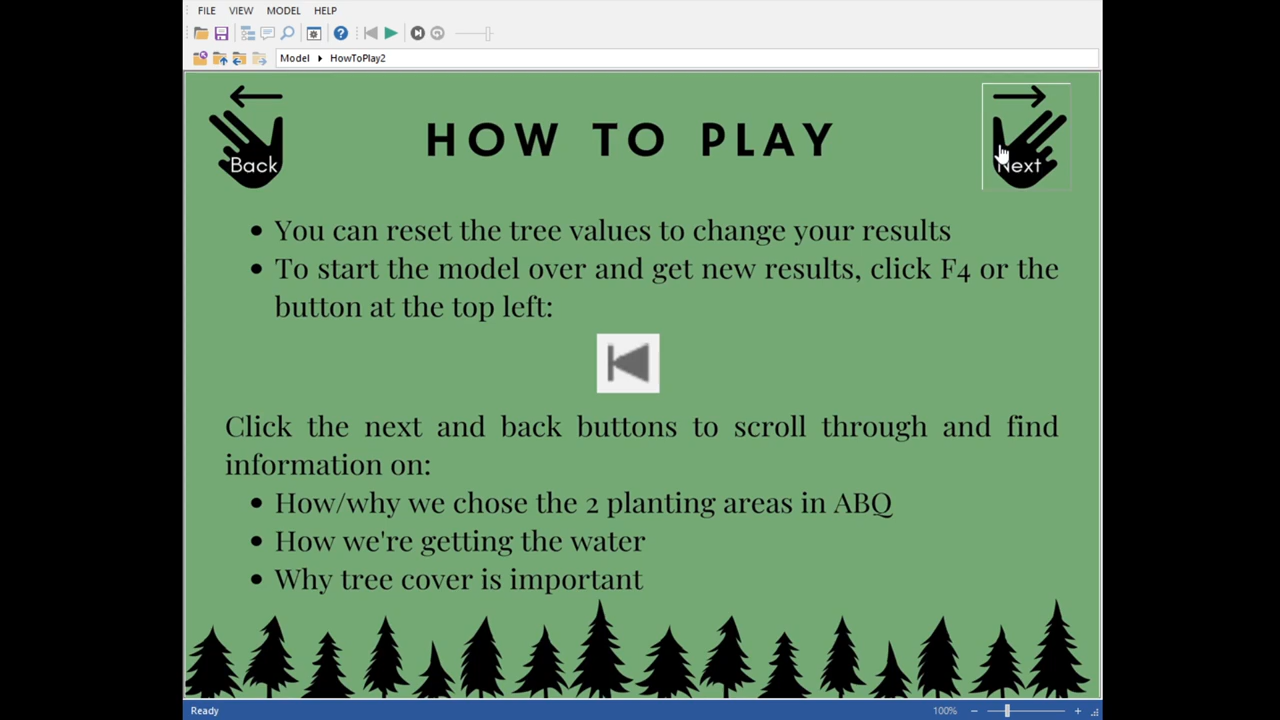 FILE VIEW MODEL HELP
Model HowToPlay2
Back
HOW TO PLAY
Next
You can reset the tree values to change your results
To start the model over and get new results, click F4 or the
button at the top left:
Click the next and back buttons to scroll through and find
information on:
How/why we chose the 2 planting areas in ABQ
How we're getting the water
Why tree cover is important
Ready
100%